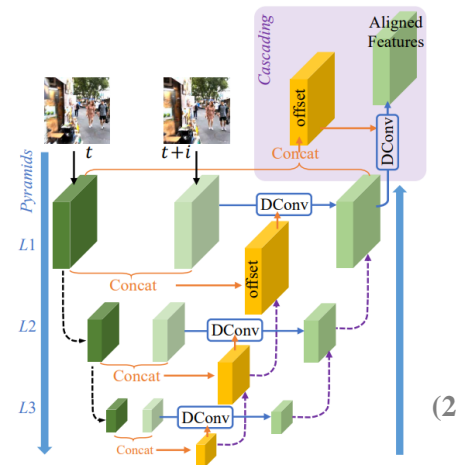 Aligned
Features
Cascading
offset
DConv
Concat
t
t+i
Pyramids
L1
DConv
Concat
offset
L2
DConv
Concat
(2
L3
DConv
Concat